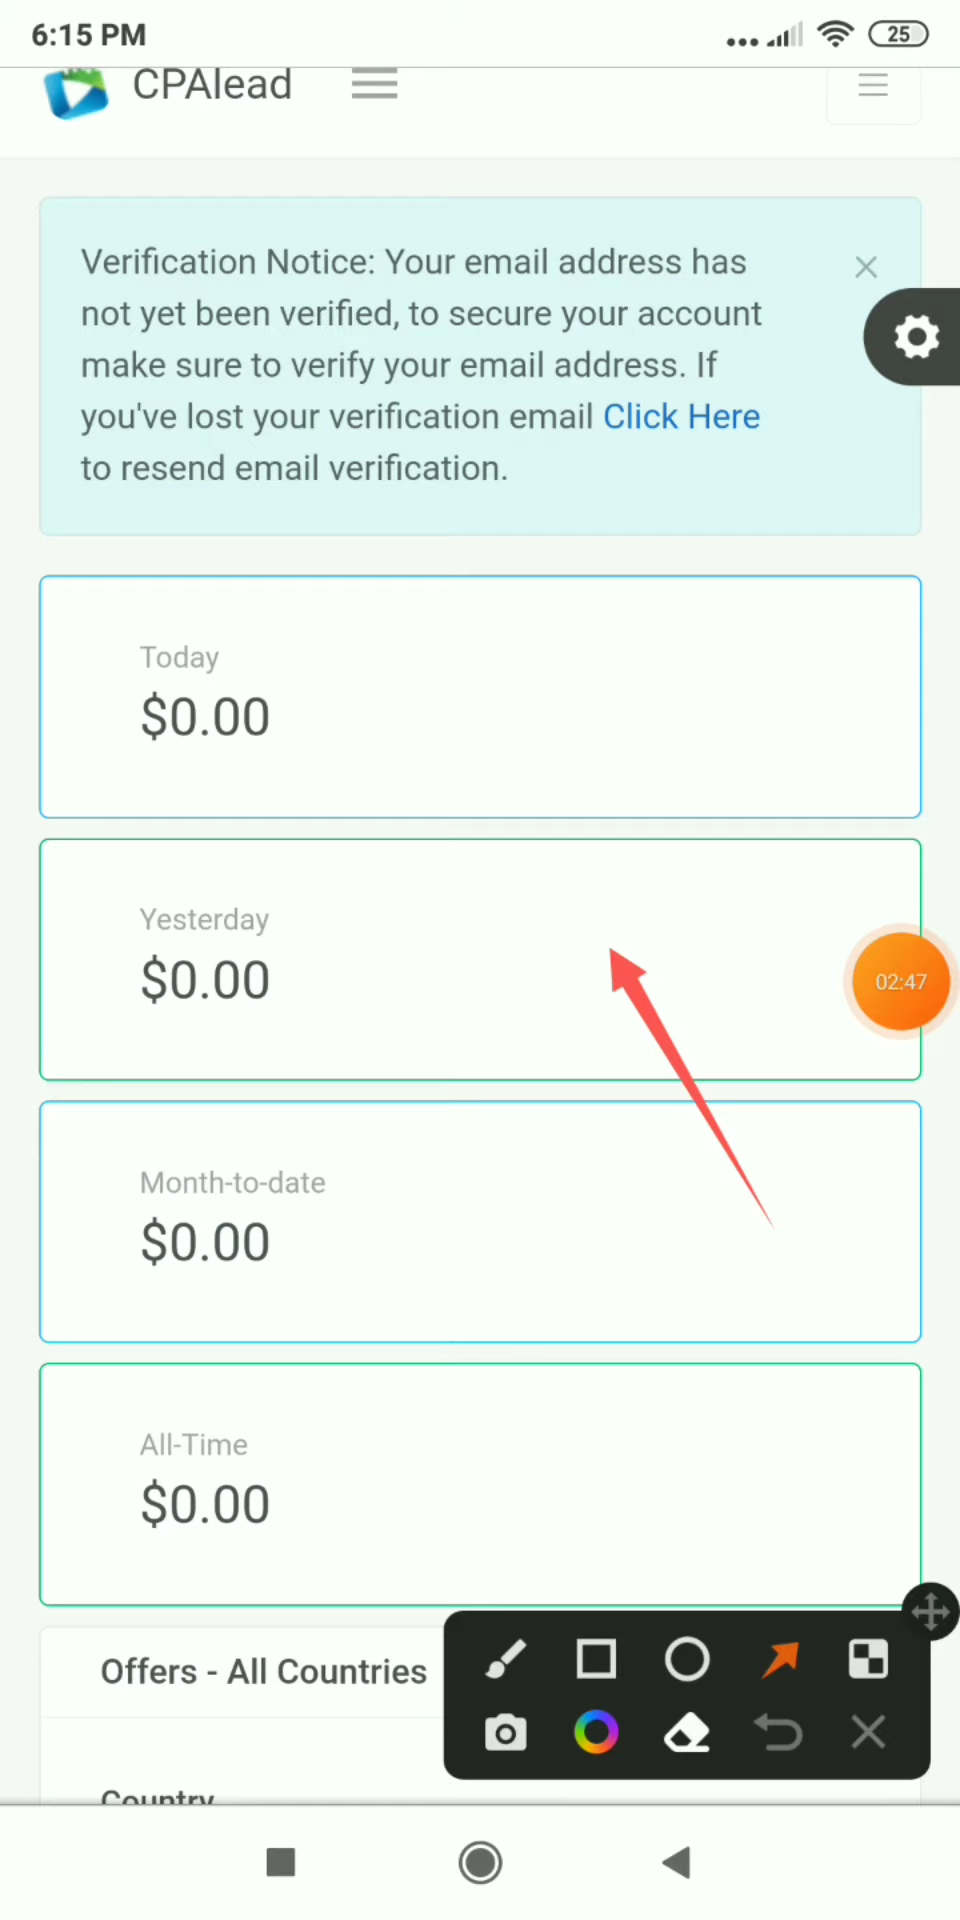 6:15 PM
25
CPAlead
Verification Notice: Your email address has
not yet been verified, to secure your account
make sure to verify your email address. If
you've lost your verification email Click Here
to resend email verification.
Today
$0.00
Yesterday
$0.00
02:47
Month-to-date
$0.00
All-Time
$0.00
Offers - All Countries
Country